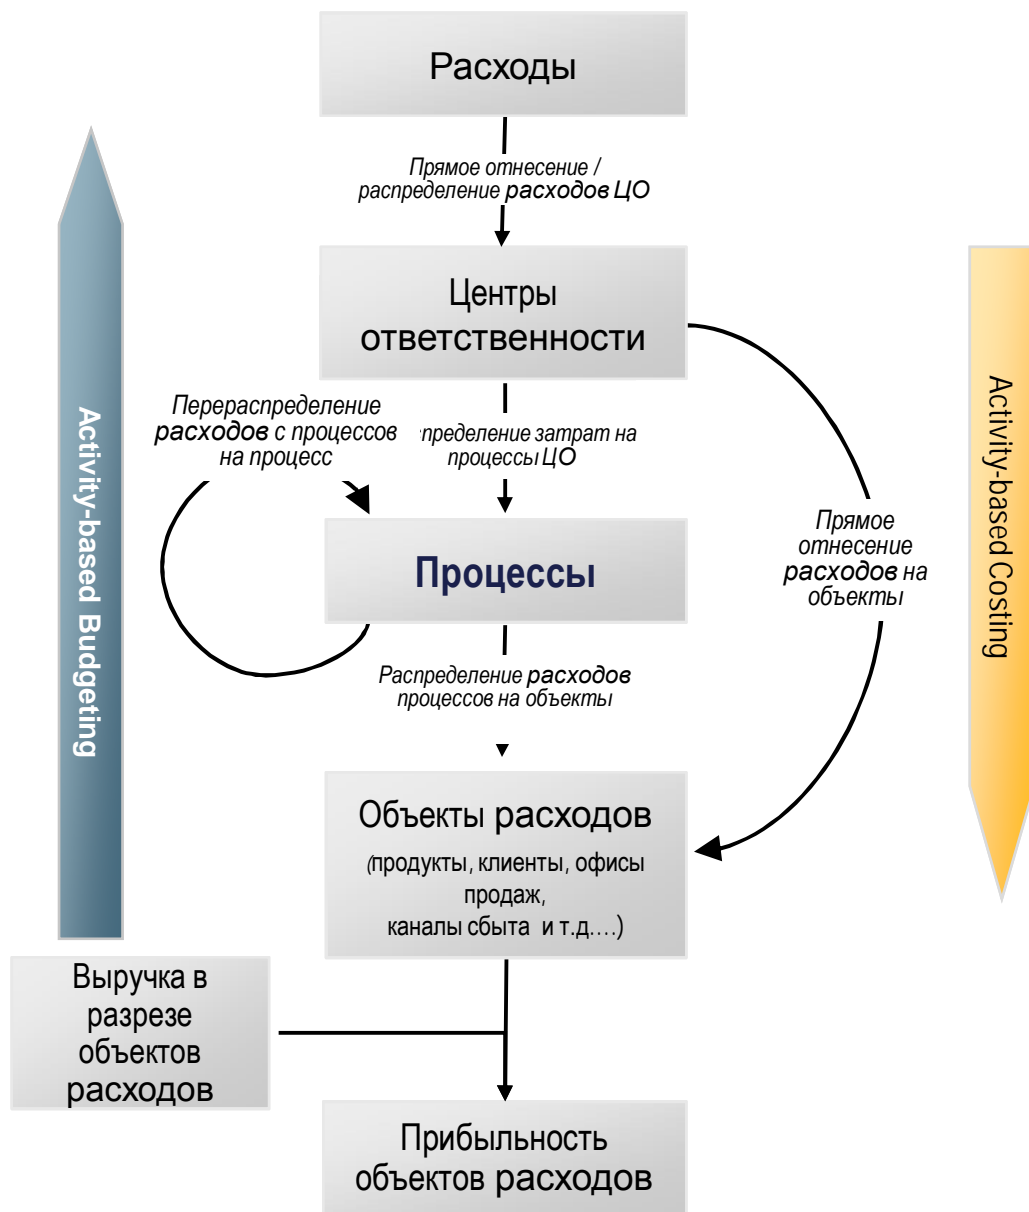 Расходы
Прямое отнесение /
распределение расходов ЦО
Центры
ответственности
Перераспределение
расходов с процессов
на процесс
пределение затрат на
процессы ЦО
Activity-based Budgeting
Activity-based Costing
Прямое
отнесение
расходов на
объекты
Процессы
Распределение расходов
процессов на объекты
Объекты расходов
(продукты, клиенты, офисы
продаж,
каналы сбыта и т.д....)
Выручка в
разрезе
объектов
расходов
Прибыльность
объектов расходов